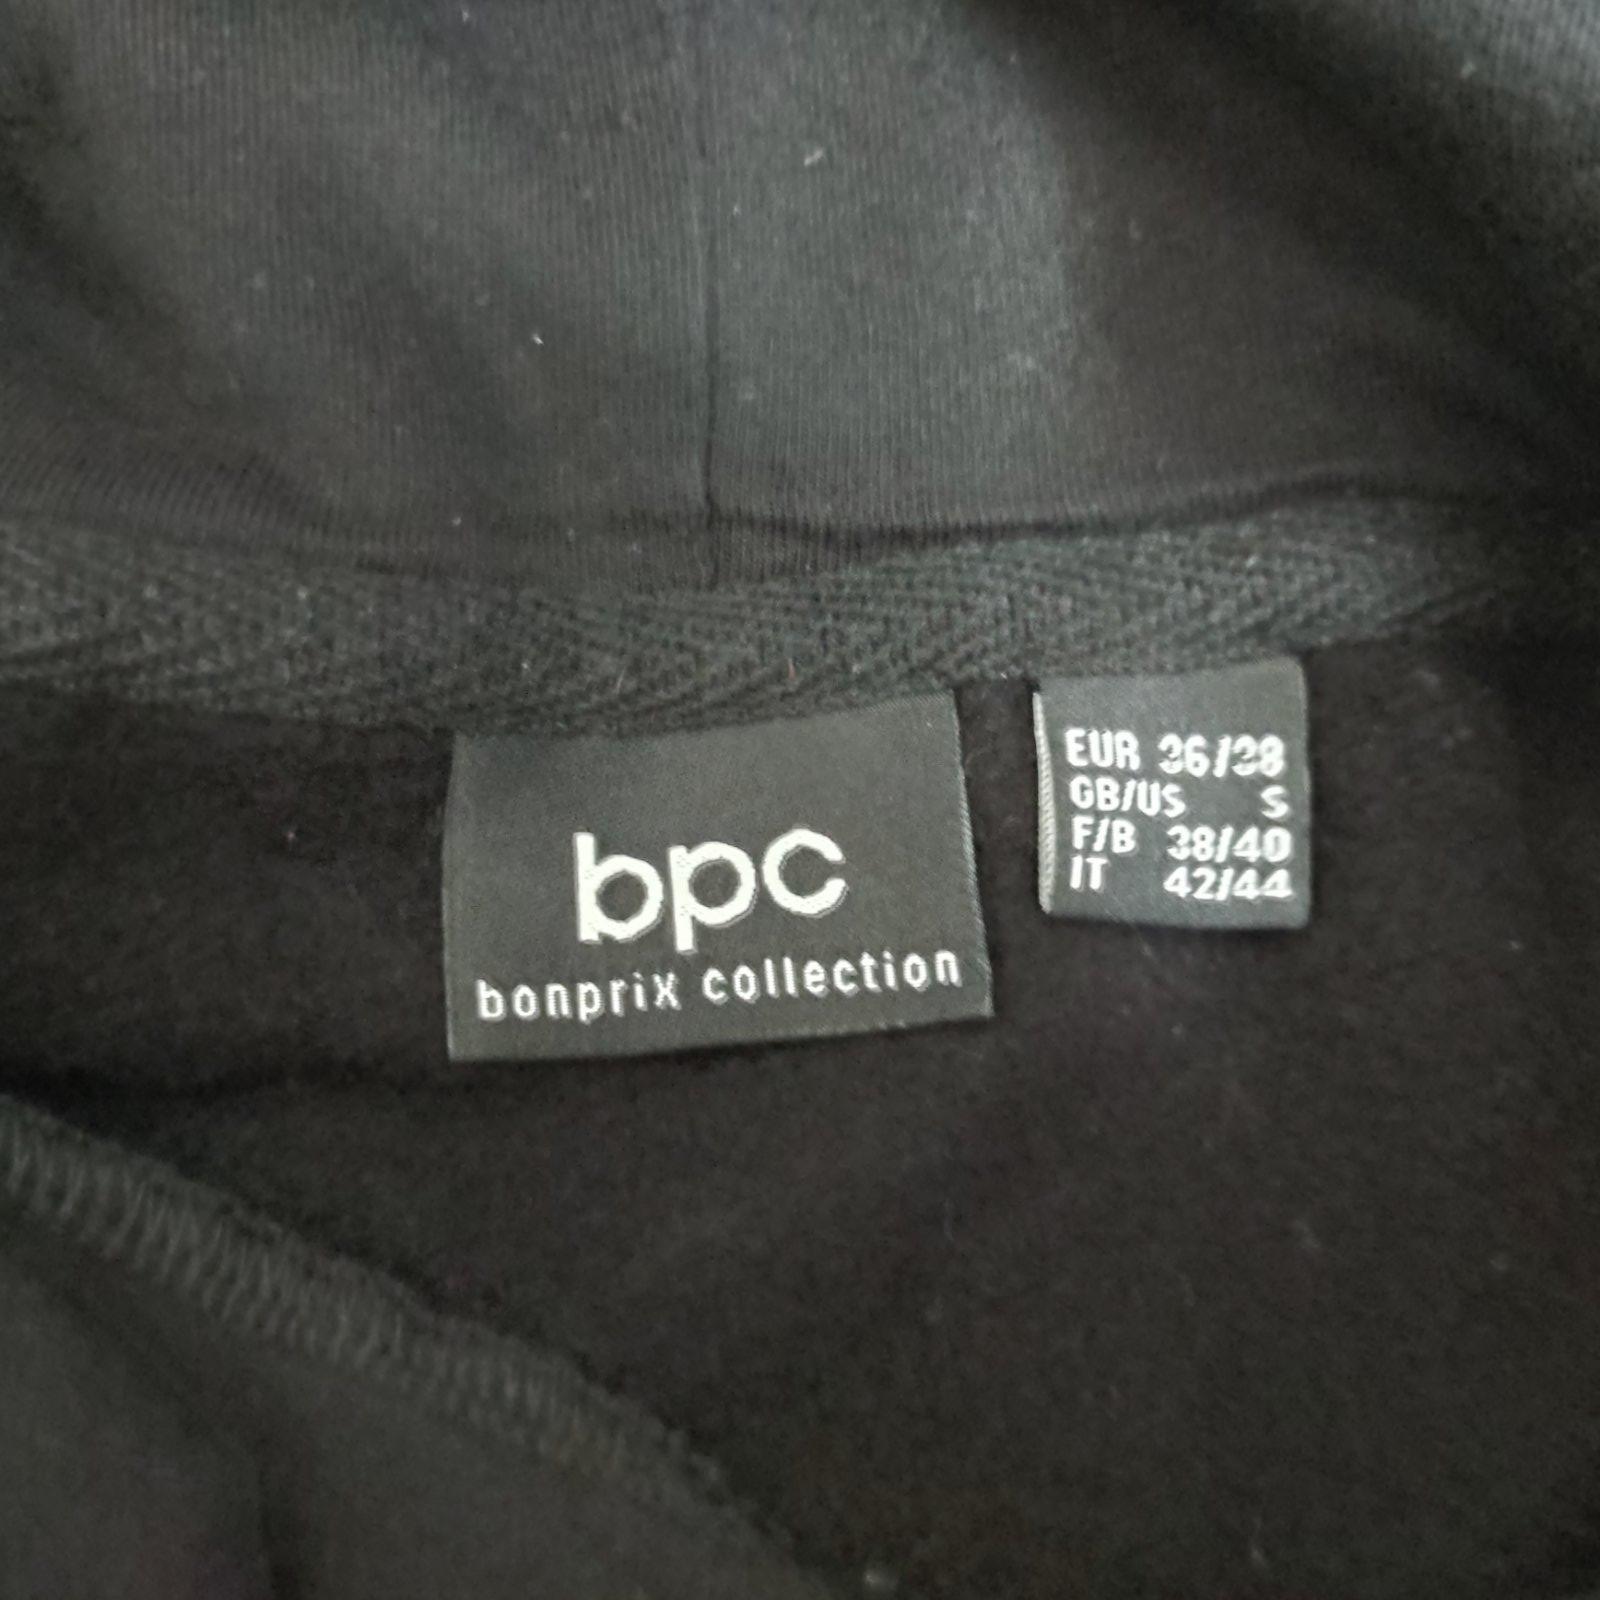 bpc
bonprix collection
EUR 36/38
GB/US S
F/B 38/40
IT 42/44